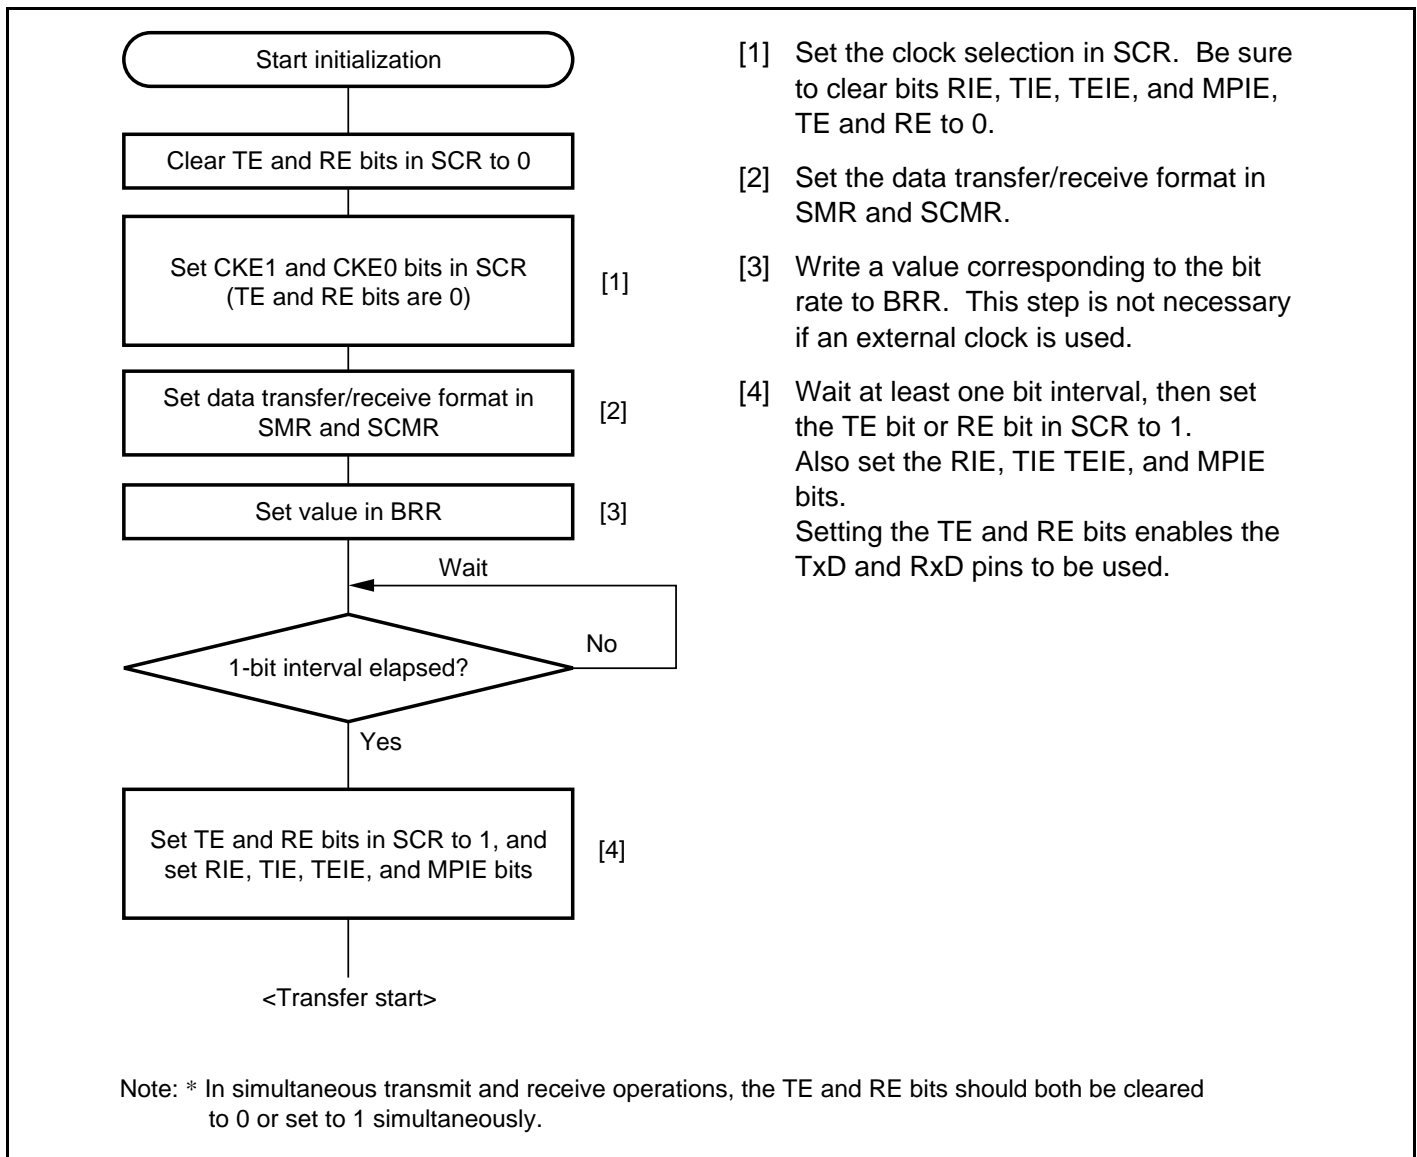 Start initialization
Clear TE and RE bits in SCR to 0
Set CKE1 and CKE0 bits in SCR
(TE and RE bits are 0)
[1]
Set data transfer/receive format in
SMR and SCMR
[2]
Set value in BRR
[3]
Wait
No
1-bit interval elapsed?
Yes
Set TE and RE bits in SCR to 1, and
set RIE, TIE, TEIE, and MPIE bits
[4]
<Transfer start>
[1] Set the clock selection in SCR. Be sure
to clear bits RIE, TIE, TEIE, and MPIE,
TE and RE to 0.
[2] Set the data transfer/receive format in
SMR and SCMR.
[3] Write a value corresponding to the bit
rate to BRR. This step is not necessary
if an external clock is used.
[4] Wait at least one bit interval, then set
the TE bit or RE bit in SCR to 1.
Also set the RIE, TIE TEIE, and MPIE
bits.
Setting the TE and RE bits enables the
TxD and RxD pins to be used.
Note: * In simultaneous transmit and receive operations, the TE and RE bits should both be cleared
to 0 or set to 1 simultaneously.